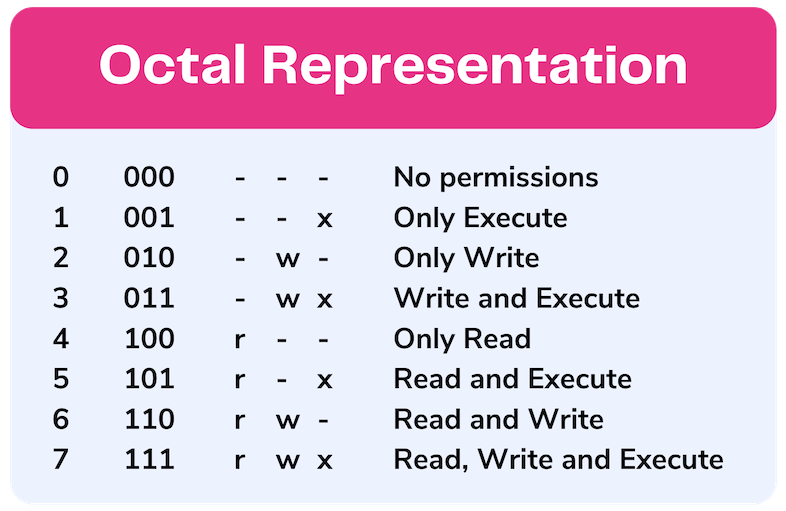 Octal Representation
0 000 - - - No permissions
1 001 - - x Only Execute
2 010 - w - Only Write
3 011 - w x Write and Execute
4 100 r - - Only Read
5 101 r - x Read and Execute
6 110 r w - Read and Write
7 111 r w x Read, Write and Execute